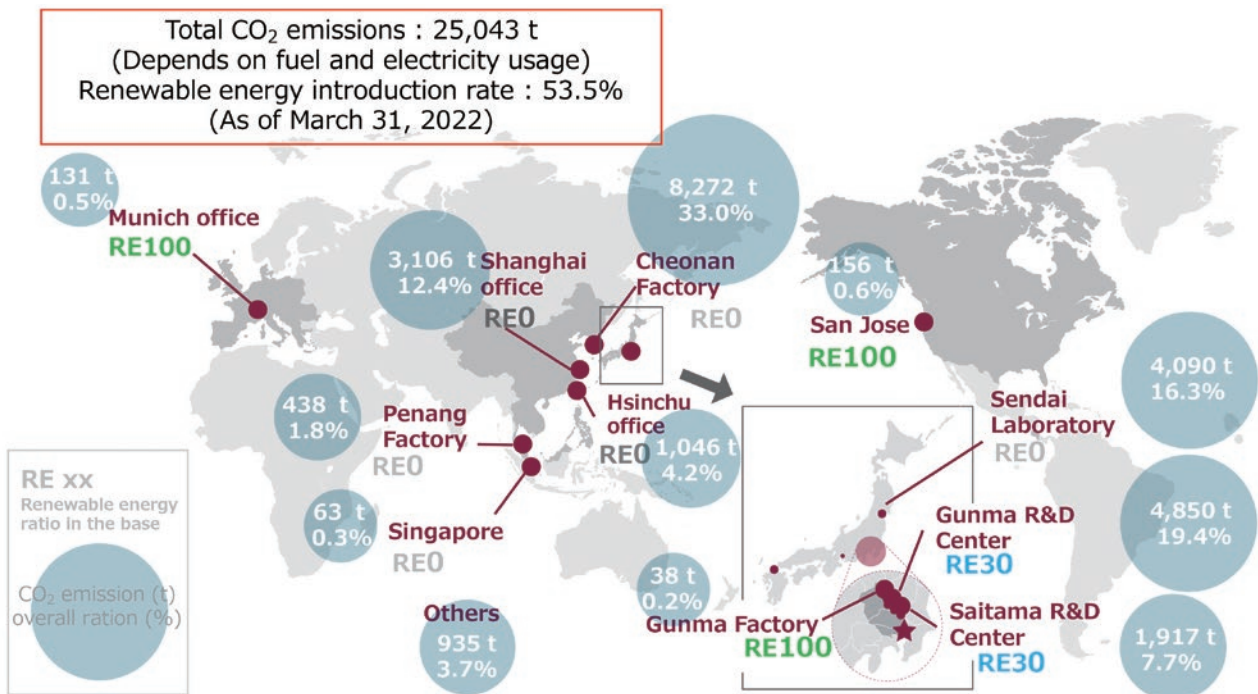 Total CO₂ emissions : 25,043 t
(Depends on fuel and electricity usage)
Renewable energy introduction rate : 53.5%
(As of March 31, 2022)
131 t
0.5%
Munich office
RE100
3,106 t
12.4%
Shanghai
office
RE0
8,272 t
33.0%
Cheonan
Factory
RE0
156 t
0.6%
San Jose
RE100
438 t
1.8%
Penang
Factory
RE0
Hsinchu
office
RE0
1,046 t
4.2%
63 t
0.3%
Singapore
RE0
38 t
0.2%
Others
935 t
3.7%
Sendai
Laboratory
RE0
Gunma R&D
Center
RE30
Gunma Factory
RE100
Saitama R&D
Center
RE30
4,090 t
16.3%
4,850 t
19.4%
1,917 t
7.7%
RE xx
Renewable energy
ratio in the base
CO₂ emission (t)
overall ration (%)